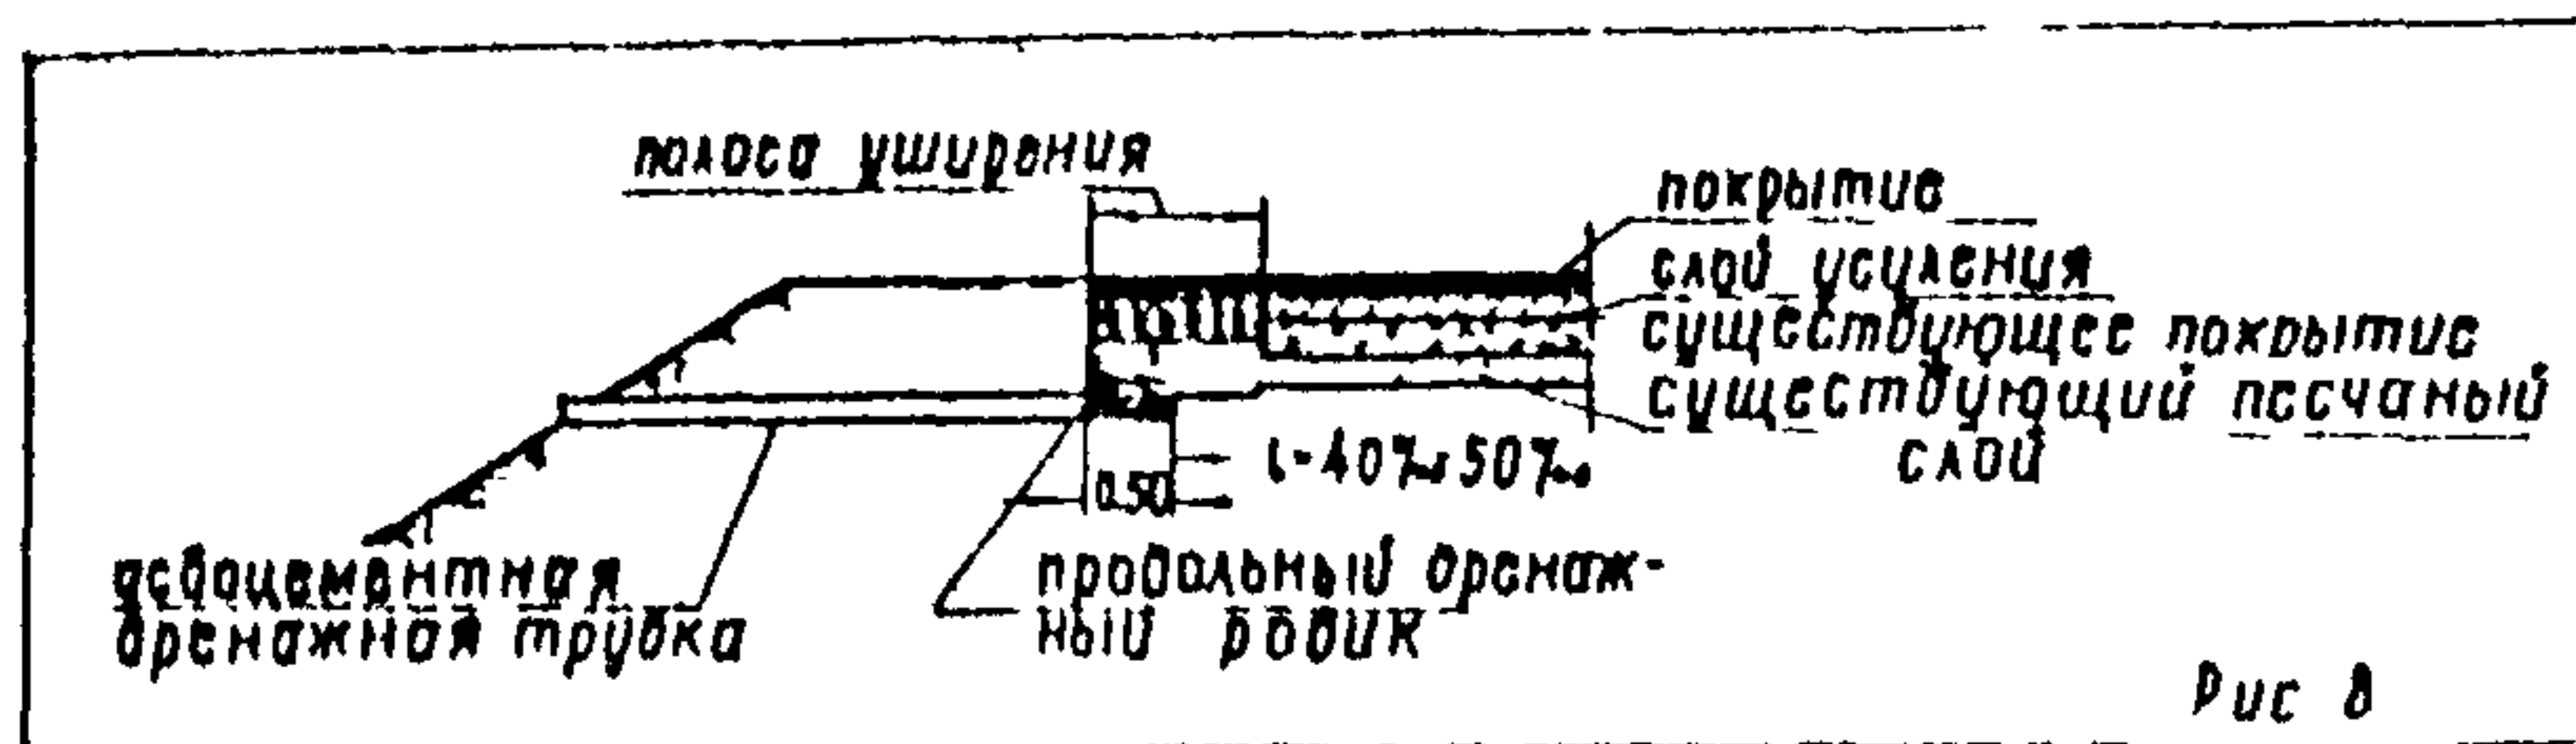 полоса уширения
покрытие
слой усиления
существующее покрытие
существующий песчаный
слой
i-40‰÷50‰
0.50
асбоцементная
дренажная трубка
продольный дренаж-
ный ровик
Рис 8